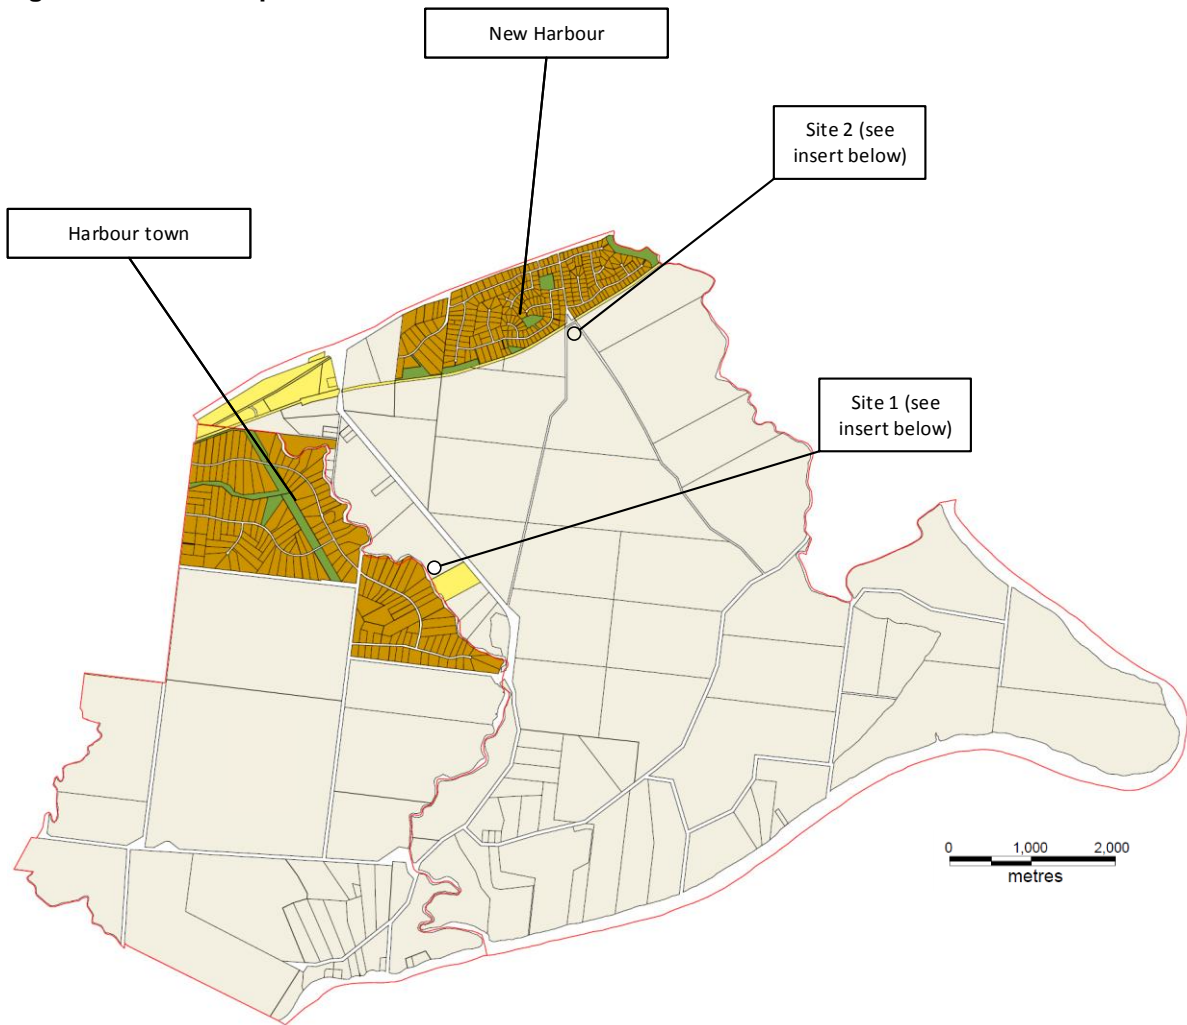 New Harbour
Site 2 (see
insert below)
Harbour town
Site 1 (see
insert below)
0 1,000 2,000
metres